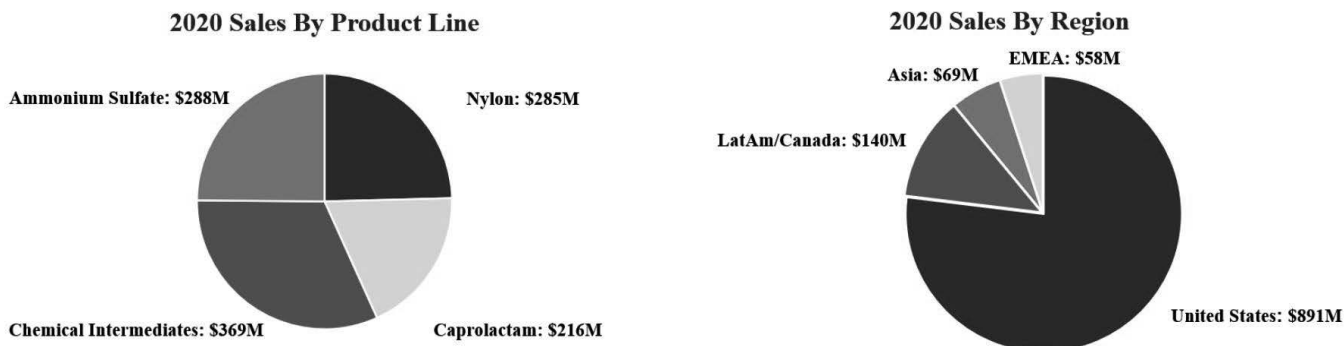 2020 Sales By Product Line
Ammonium Sulfate: $288M
Nylon: $285M
Chemical Intermediates: $369M
Caprolactam: $216M
2020 Sales By Region
EMEA: $58M
Asia: $69M
LatAm/Canada: $140M
United States: $891M